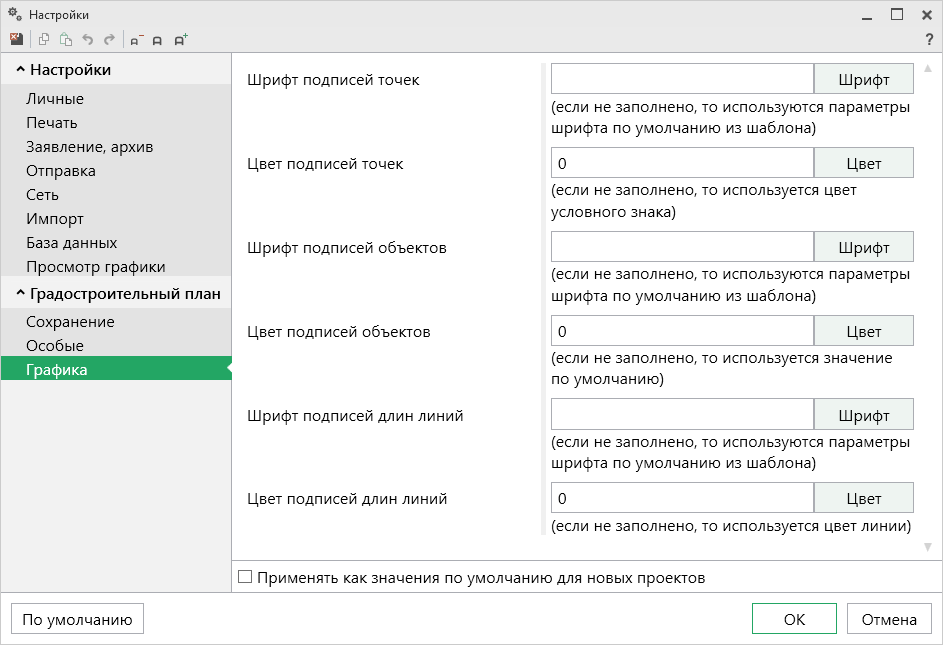 Настройки
?
Настройки
Личные
Печать
Заявление, архив
Отправка
Сеть
Импорт
База данных
Просмотр графики
Градостроительный план
Сохранение
Особые
Графика
Шрифт подписей точек
Шрифт
(если не заполнено, то используются параметры
шрифта по умолчанию из шаблона)
Цвет подписей точек
0
Цвет
(если не заполнено, то используется цвет
условного знака)
Шрифт подписей объектов
Шрифт
(если не заполнено, то используются параметры
шрифта по умолчанию из шаблона)
Цвет подписей объектов
0
Цвет
(если не заполнено, то используется значение
по умолчанию)
Шрифт подписей длин линий
Шрифт
(если не заполнено, то используются параметры
шрифта по умолчанию из шаблона)
Цвет подписей длин линий
0
Цвет
(если не заполнено, то используется цвет линии)
Применять как значения по умолчанию для новых проектов
По умолчанию
ОК
Отмена